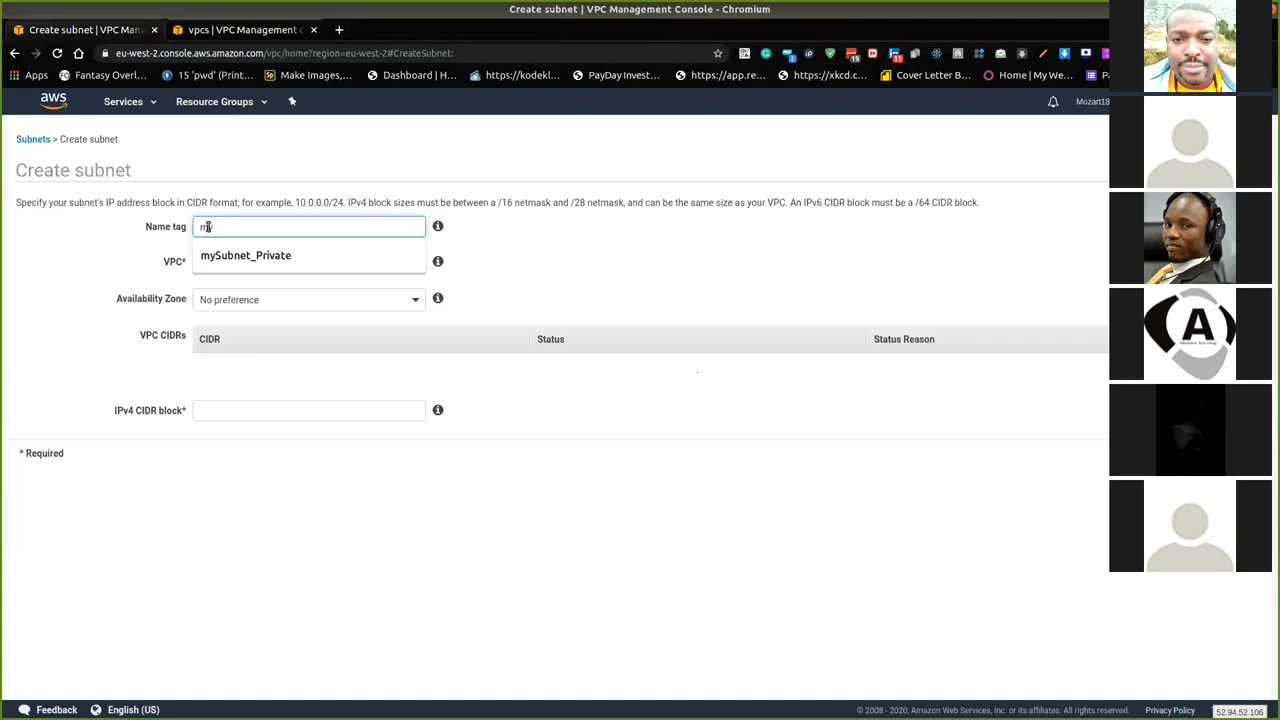 Create subnet | VPC Management Console - Chromium
Create subnet | VPC Man
vpcs | VPC Management C
eu-west-2.console.aws.amazon.com/vpc/home?region=eu-west-2#CreateSubnet:
19
11
Apps
Fantasy Overl...
15 'pwd' (Print...
Make Images,...
Dashboard | H...
https://kodekl...
PayDay Invest...
https://app.re...
https://xkcd.c...
Cover Letter B...
Home | My We...
aws
Services
Resource Groups
Mozart18
Subnets > Create subnet
Create subnet
Specify your subnet's IP address block in CIDR format; for example, 10.0.0.0/24. IPv4 block sizes must be between a /16 netmask and /28 netmask, and can be the same size as your VPC. An IPv6 CIDR block must be a /64 CIDR block.
Name tag
my
mySubnet_Private
VPC*
Availability Zone
No preference
VPC CIDRs
CIDR
Status
Status Reason
-
IPv4 CIDR block*
* Required
A
Feedback
English (US)
© 2008 - 2020, Amazon Web Services, Inc. or its affiliates. All rights reserved.
Privacy Policy
52.94.52.106